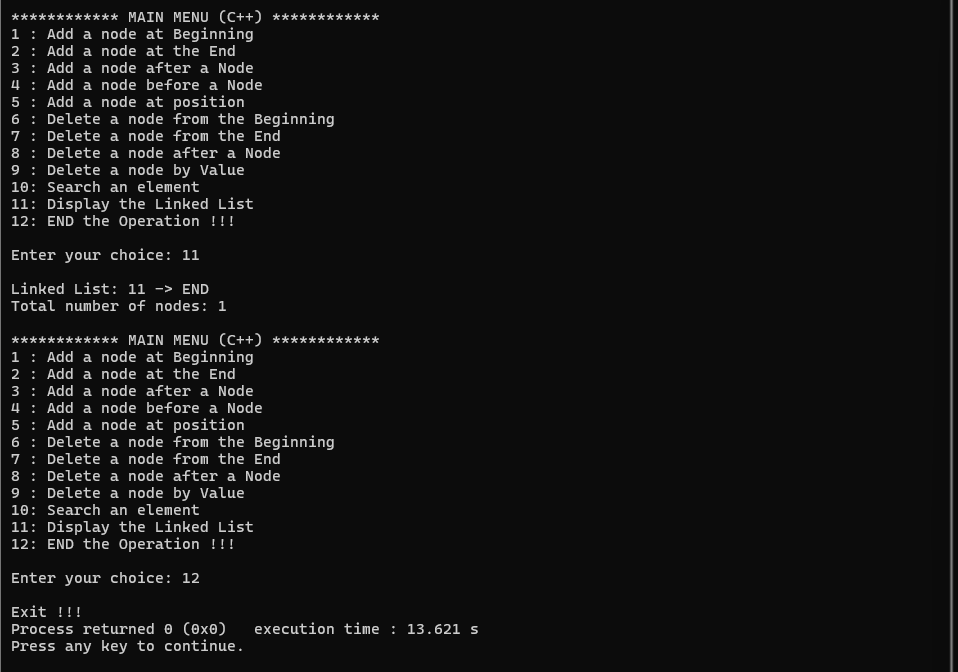 ************ MAIN MENU (C++) ************
1 : Add a node at Beginning
2 : Add a node at the End
3 : Add a node after a Node
4 : Add a node before a Node
5 : Add a node at position
6 : Delete a node from the Beginning
7 : Delete a node from the End
8 : Delete a node after a Node
9 : Delete a node by Value
10: Search an element
11: Display the Linked List
12: END the Operation !!!
Enter your choice: 11
Linked List: 11 -> END
Total number of nodes: 1
************ MAIN MENU (C++) ************
1 : Add a node at Beginning
2 : Add a node at the End
3 : Add a node after a Node
4 : Add a node before a Node
5 : Add a node at position
6 : Delete a node from the Beginning
7 : Delete a node from the End
8 : Delete a node after a Node
9 : Delete a node by Value
10: Search an element
11: Display the Linked List
12: END the Operation !!!
Enter your choice: 12
Exit !!!
Process returned 0 (0x0)   execution time : 13.621 s
Press any key to continue.